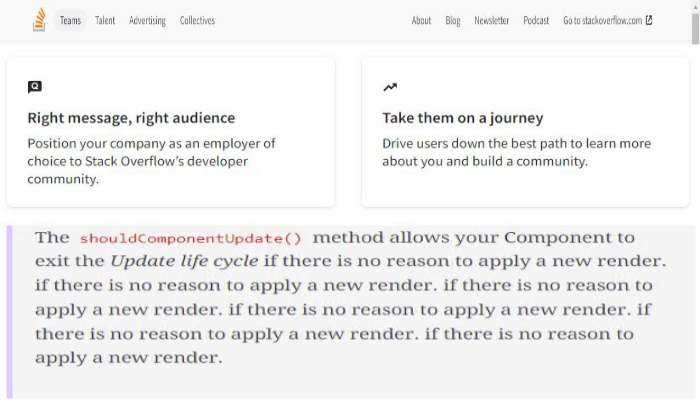 Teams Talent Advertising Collectives About Blog Newsletter Podcast Go to stackoverflow.com
Right message, right audience
Position your company as an employer of
choice to Stack Overflow's developer
community.
Take them on a journey
Drive users down the best path to learn more
about you and build a community.
The shouldComponentUpdate() method allows your Component to
exit the Update life cycle if there is no reason to apply a new render.
if there is no reason to apply a new render. if there is no reason to
apply a new render. if there is no reason to apply a new render. if
there is no reason to apply a new render. if there is no reason to
apply a new render.